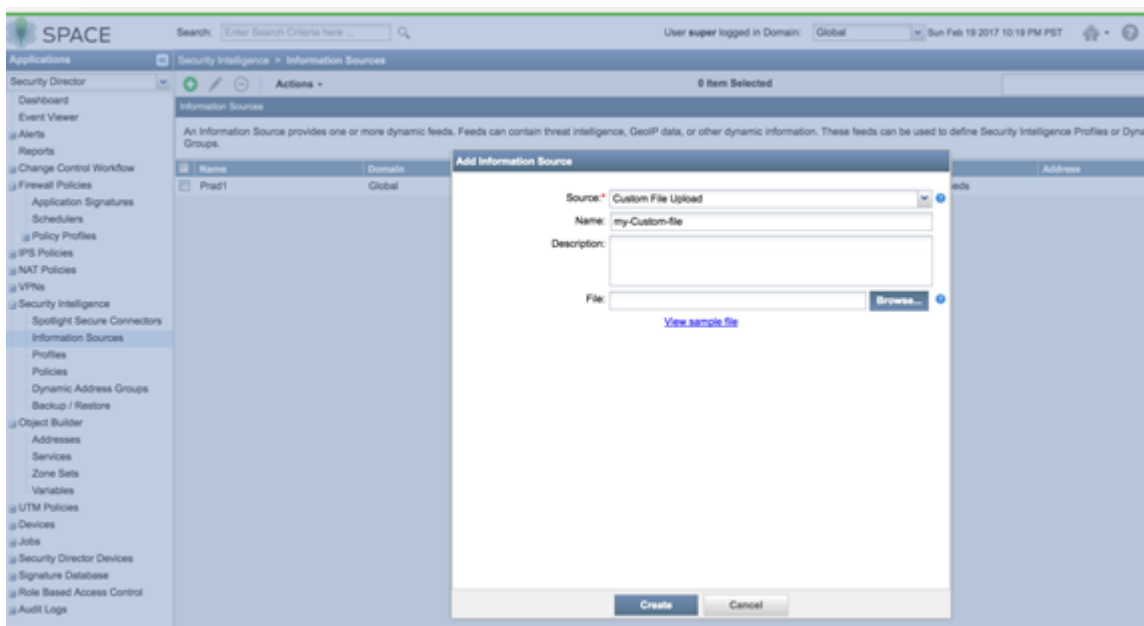 SPACE
Search: Enter Search Criteria here ...
User super logged in Domain: Global
Sun Feb 19 2017 10:19 PM PST
Applications
Security Intelligence > Information Sources
Security Director
Actions
0 Item Selected
Dashboard
Event Viewer
Alerts
Reports
Change Control Workflow
Firewall Policies
Application Signatures
Schedulers
Policy Profiles
IPS Policies
NAT Policies
VPNs
Security Intelligence
Spotlight Secure Connectors
Information Sources
Profiles
Policies
Dynamic Address Groups
Backup / Restore
Object Builder
Addresses
Services
Zone Sets
Variables
UTM Policies
Devices
Jobs
Security Director Devices
Signature Database
Role Based Access Control
Audit Logs
Information Sources
An Information Source provides one or more dynamic feeds. Feeds can contain threat intelligence, GeoIP data, or other dynamic information. These feeds can be used to define Security Intelligence Profiles or Dyna
Groups.
Name Domain Address
Prad1 Global eds
Add Information Source
Source:* Custom File Upload
Name: my-Custom-file
Description:
File: Browse...
View sample file
Create Cancel